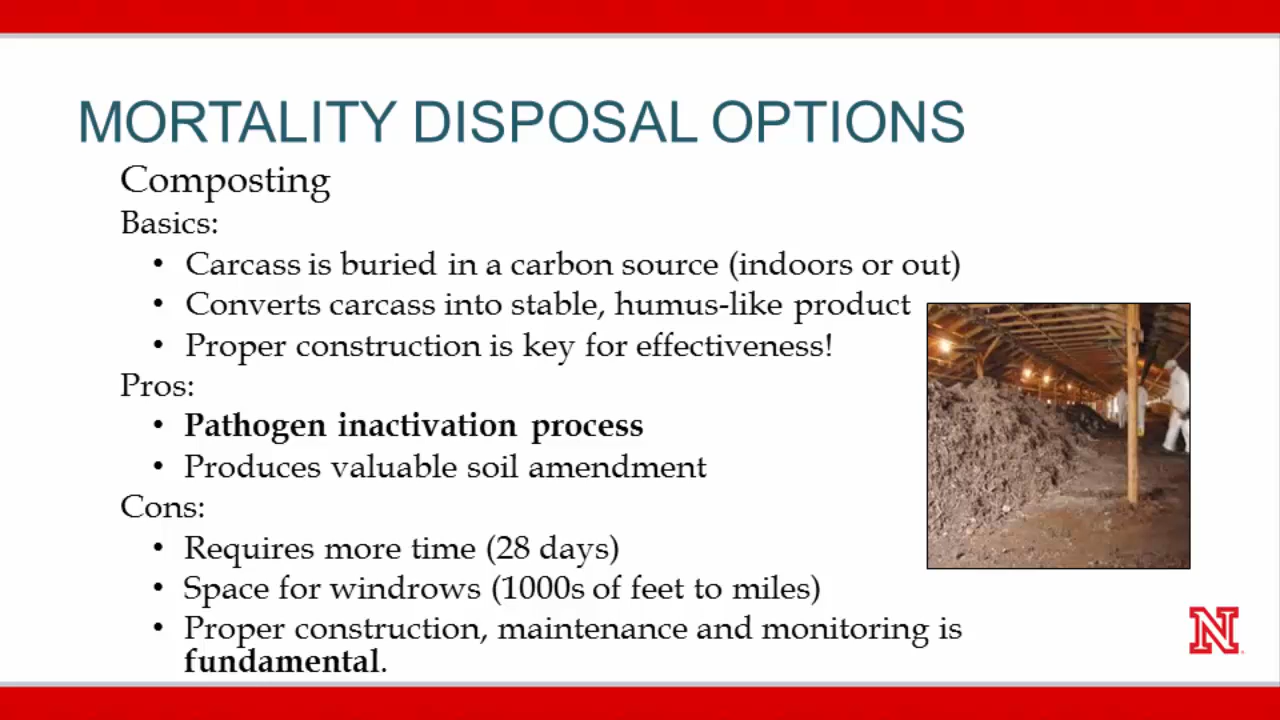 MORTALITY DISPOSAL OPTIONS
Composting
Basics:
• Carcass is buried in a carbon source (indoors or out)
• Converts carcass into stable, humus-like product
• Proper construction is key for effectiveness!
Pros:
• Pathogen inactivation process
• Produces valuable soil amendment
Cons:
• Requires more time (28 days)
• Space for windrows (1000s of feet to miles)
• Proper construction, maintenance and monitoring is
fundamental.
N